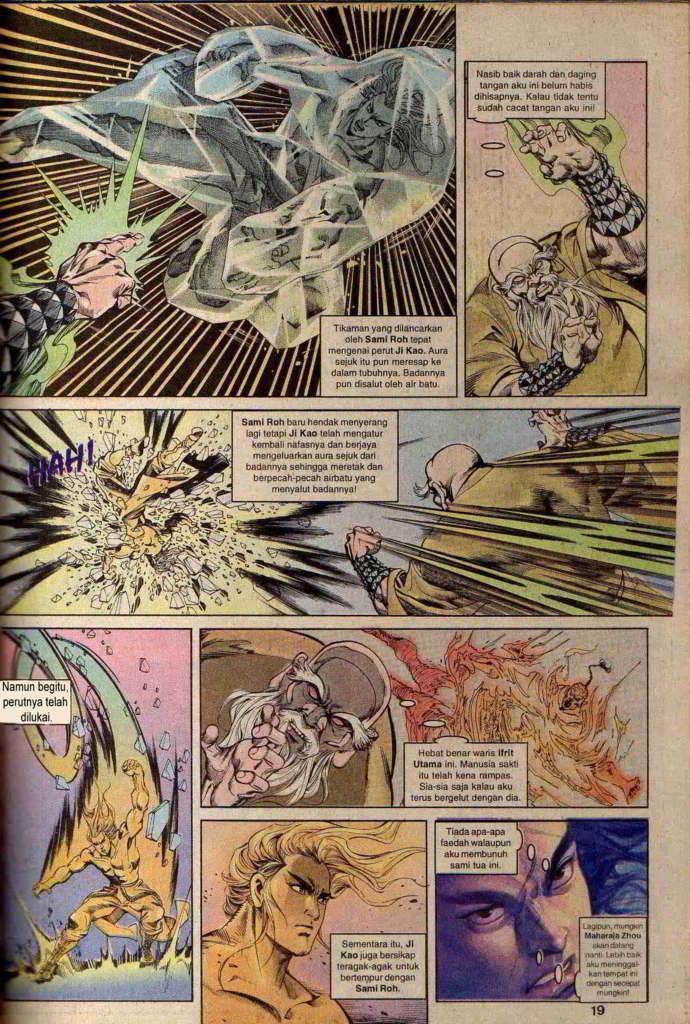 Nasib baik darah dan daging
tangan aku ini belum habis
dihisapnya. Kalau tidak tentu
sudah cacat tangan aku ini!
Tikaman yang dilancarkan
oleh Sami Roh tepat
mengenai perut Ji Kao. Aura
sejuk itu pun meresap ke
dalam tubuhnya. Badannya
pun disalut oleh air batu.
HAH!
Sami Roh baru hendak menyerang
lagi tetapi Ji Kao telah mengatur
kembali nafasnya dan berjaya
mengeluarkan aura sejuk dari
badannya sehingga meretak dan
berpecah-pecah airbatu yang
menyalut badannya!
Namun begitu,
perutnya telah
dilukai.
Hebat benar waris Ifrit
Utama ini. Manusia sakti
itu telah kena rampas.
Sia-sia saja kalau aku
terus bergelut dengan dia.
Sementara itu, Ji
Kao juga bersikap
teragak-agak untuk
bertempur dengan
Sami Roh.
Tiada apa-apa
faedah walaupun
aku membunuh
sami tua ini.
Lagipun, mungkin
Maharaja Zhou
akan datang
nanti. Lebih baik
aku meninggal-
kan tempat ini
dengan secepat
mungkin!
19